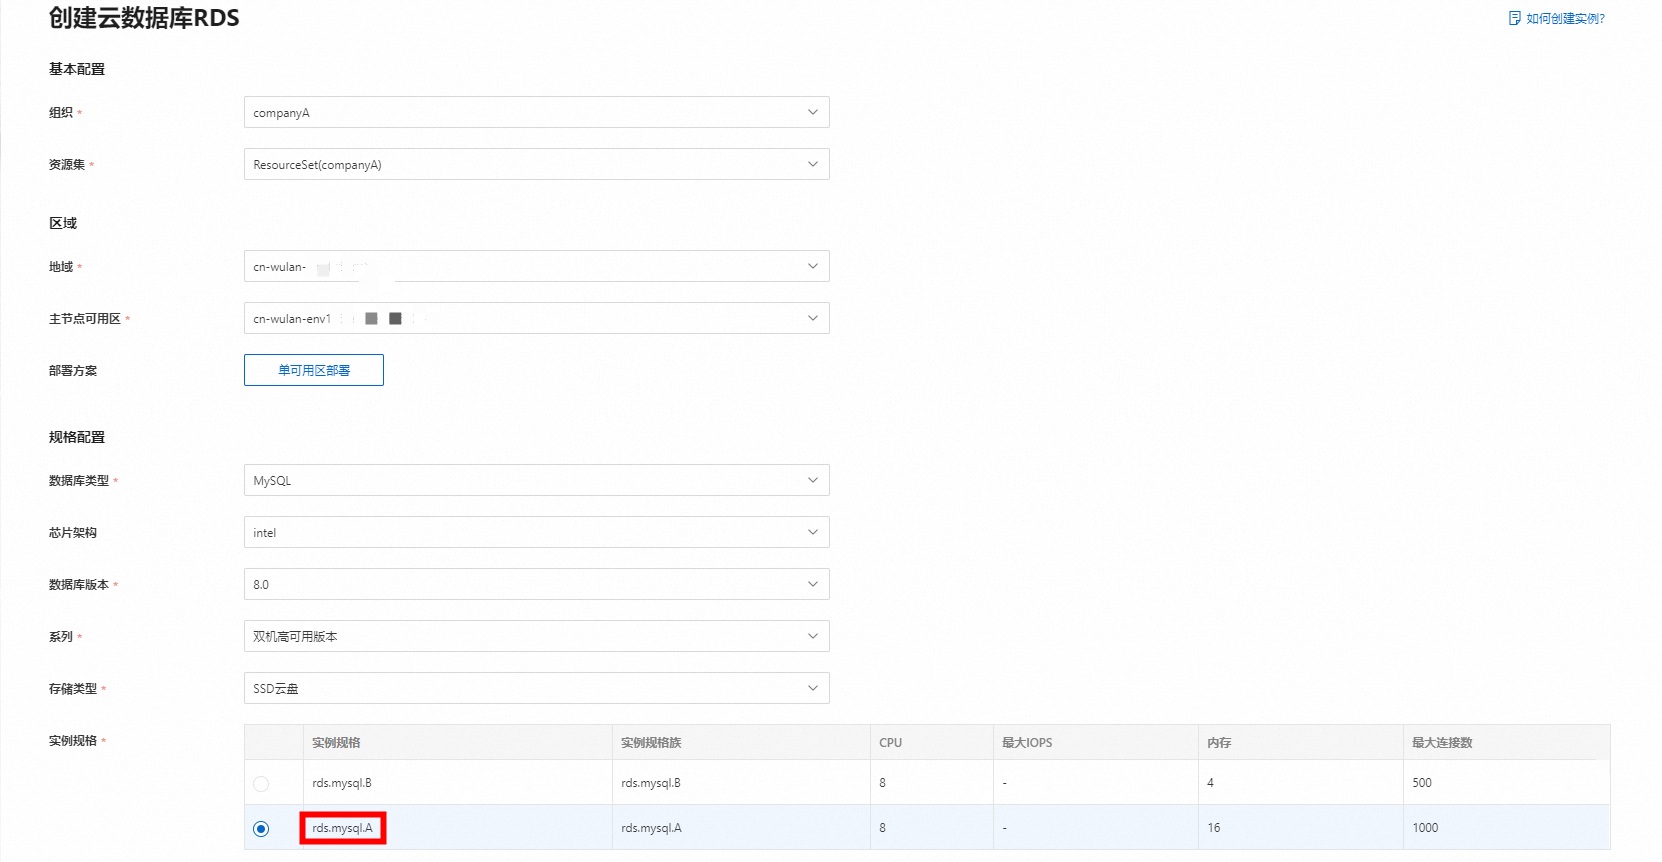 创建云数据库RDS
如何创建实例?
基本配置
组织 * companyA
资源集 * ResourceSet(companyA)
区域
地域 * cn-wulan-
主节点可用区 * cn-wulan-env1
部署方案 单可用区部署
规格配置
数据库类型 * MySQL
芯片架构 intel
数据库版本 * 8.0
系列 * 双机高可用版本
存储类型 * SSD云盘
实例规格 * 实例规格 实例规格族 CPU 最大IOPS 内存 最大连接数
rds.mysql.B rds.mysql.B 8 - 4 500
rds.mysql.A rds.mysql.A 8 - 16 1000